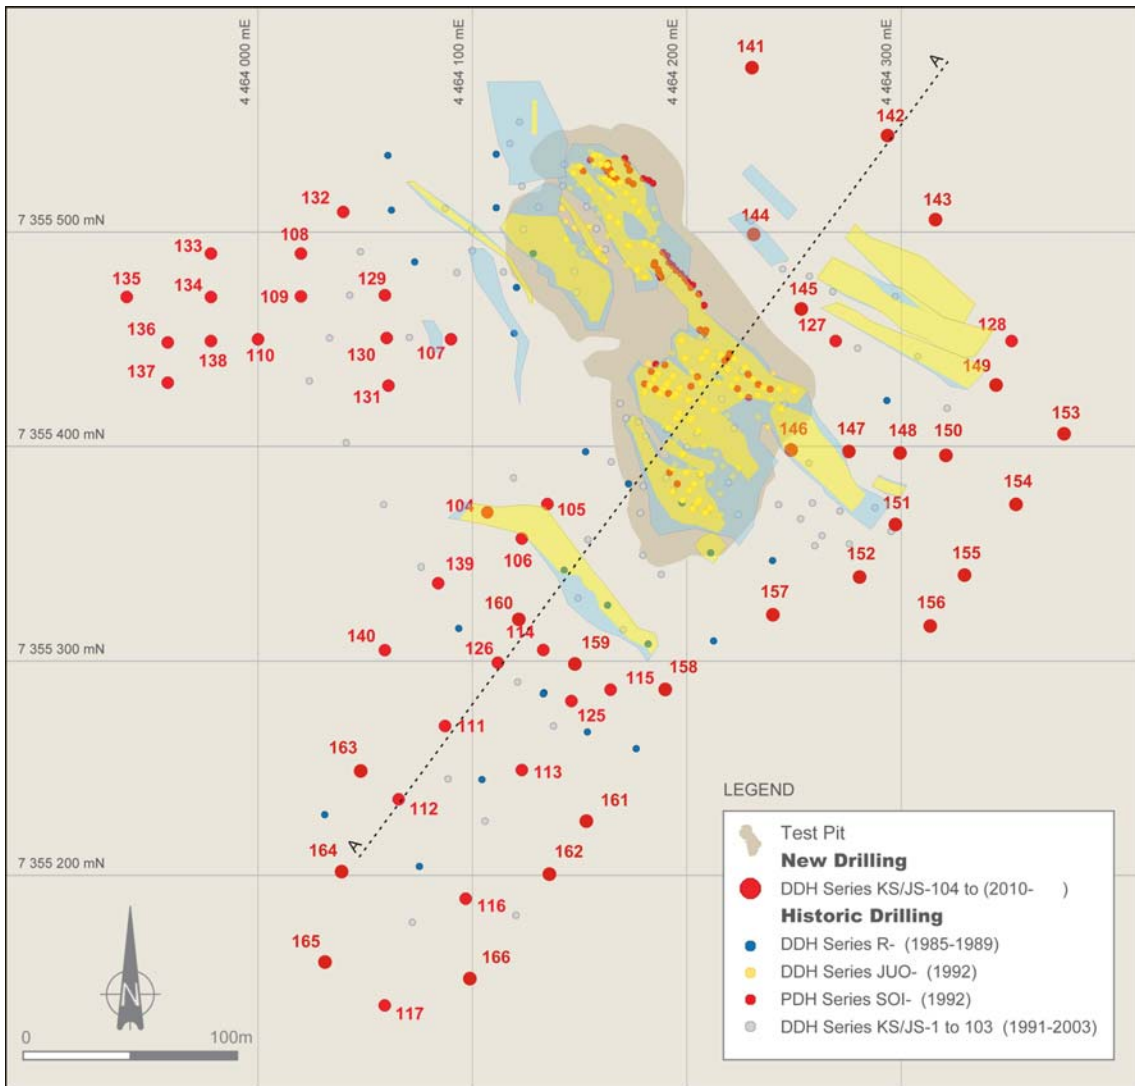 4 464 000 mE
4 464 100 mE
4 464 200 mE
4 464 300 mE
141
A
142
132
143
7 355 500 mN
144
133
108
135
134
109
129
145
127
128
136
138
110
130
107
137
131
149
153
146
147
148
150
7 355 400 mN
154
104
105
151
106
139
152
155
160
157
156
140
114
159
7 355 300 mN
126
158
115
125
111
163
113
112
161
A
164
162
7 355 200 mN
116
165
166
117
N
0
100m
LEGEND
Test Pit
New Drilling
DDH Series KS/JS-104 to (2010- )
Historic Drilling
DDH Series R- (1985-1989)
DDH Series JUO- (1992)
PDH Series SOI- (1992)
DDH Series KS/JS-1 to 103 (1991-2003)